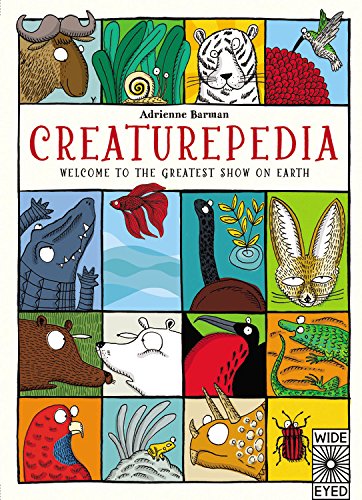 Adrienne Barman
CREATUREPEDIA
WELCOME TO THE GREATEST SHOW ON EARTH
WIDE
EYED